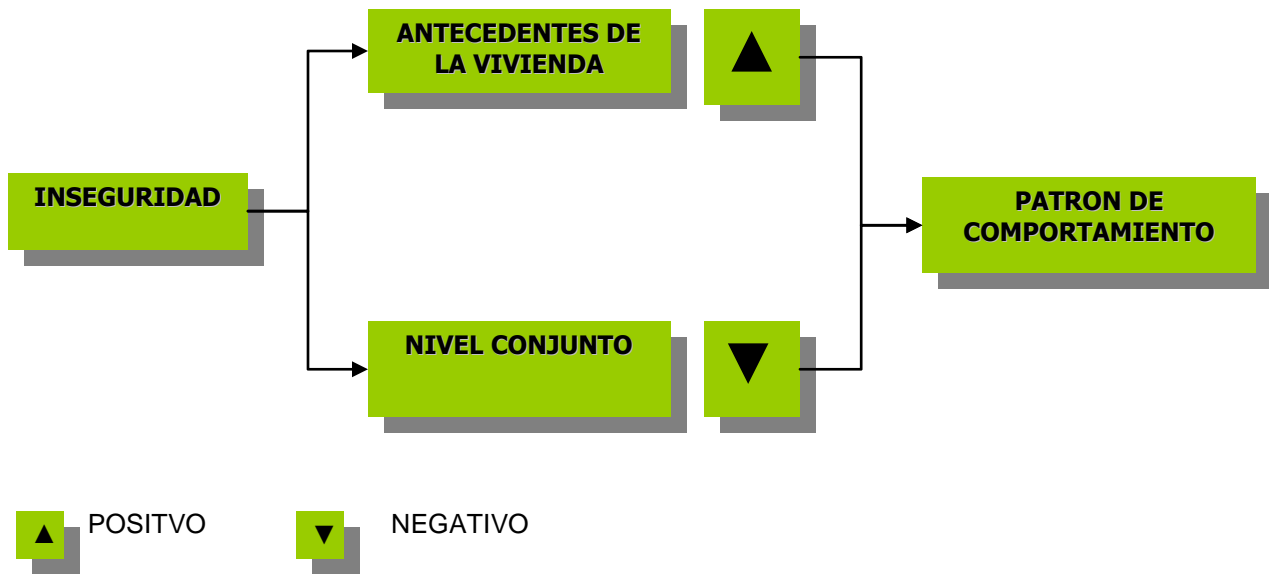 ANTECEDENTES DE
LA VIVIENDA
▲
INSEGURIDAD
PATRON DE
COMPORTAMIENTO
NIVEL CONJUNTO
▼
▲ POSITVO
▼ NEGATIVO